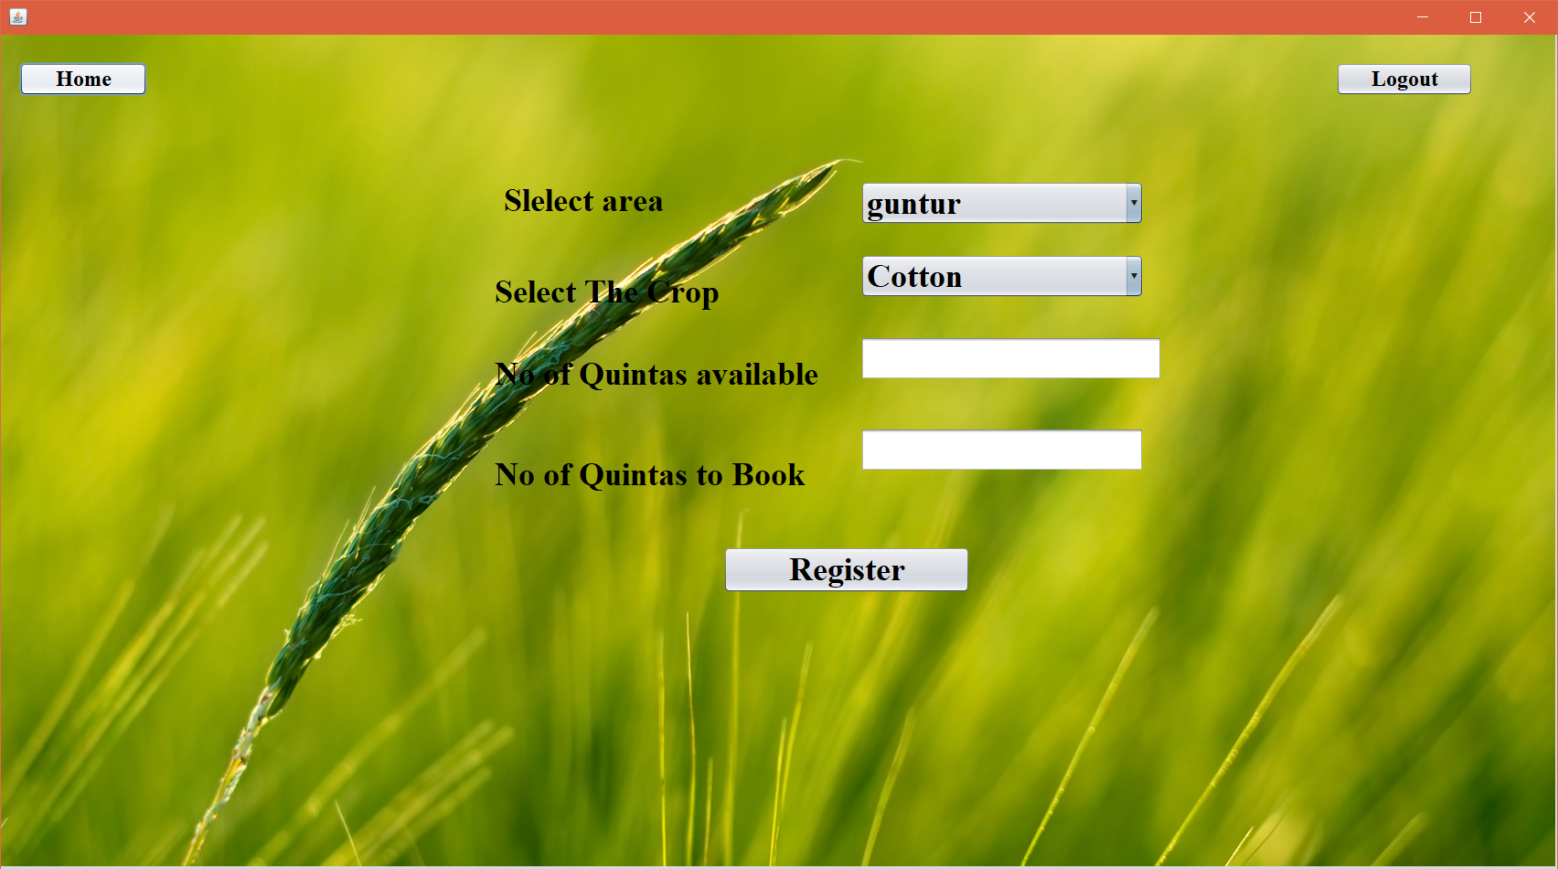 Home
Logout
Slelect area
guntur
Select The Crop
Cotton
No of Quintas available
No of Quintas to Book
Register